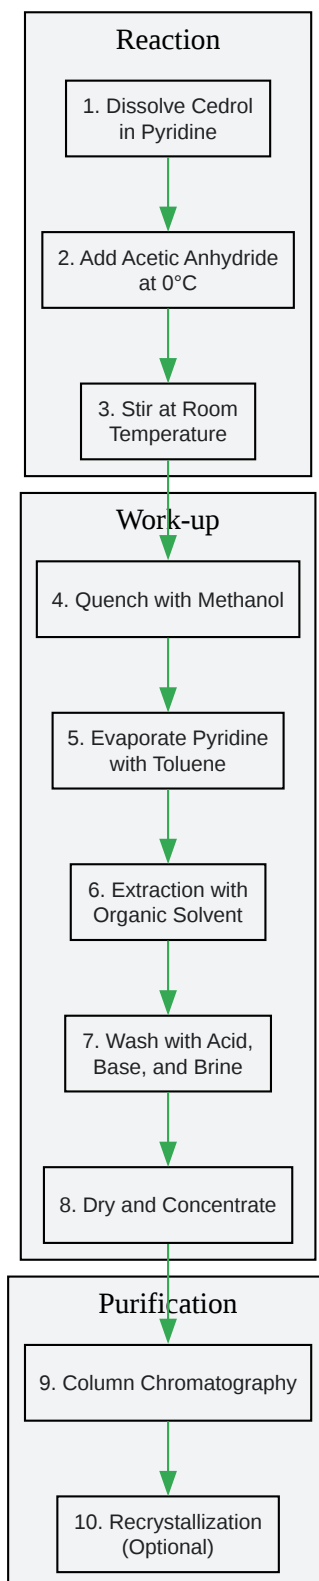 Reaction
1. Dissolve Cedrol
in Pyridine
2. Add Acetic Anhydride
at 0°C
3. Stir at Room
Temperature
Work-up
4. Quench with Methanol
5. Evaporate Pyridine
with Toluene
6. Extraction with
Organic Solvent
7. Wash with Acid,
Base, and Brine
8. Dry and Concentrate
Purification
9. Column Chromatography
10. Recrystallization
(Optional)